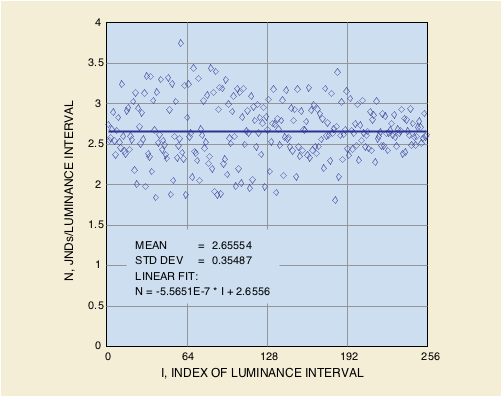 4
3.5
3
2.5
2
1.5
1
0.5
0
N, JNDs/LUMINANCE INTERVAL
MEAN = 2.65554
STD DEV = 0.35487
LINEAR FIT:
N = -5.5651E-7 * I + 2.6556
0 64 128 192 256
I, INDEX OF LUMINANCE INTERVAL